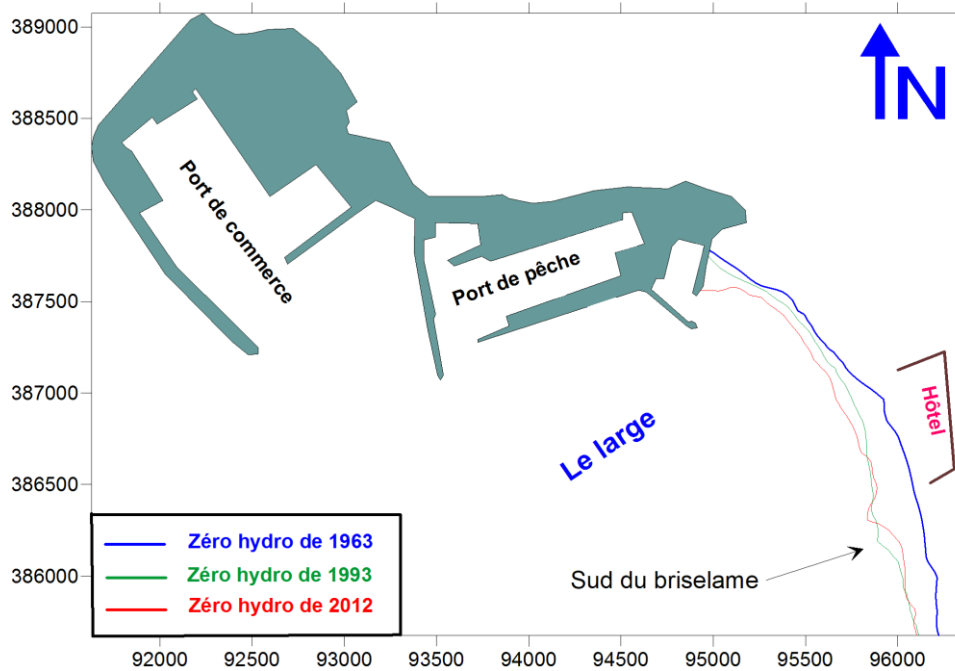 389000
N
388500
Port de commerce
388000
Port de pêche
387500
387000
Hôtel
Le large
386500
Zéro hydro de 1963
Zéro hydro de 1993
386000
Sud du briselame
Zéro hydro de 2012
92000 92500 93000 93500 94000 94500 95000 95500 96000